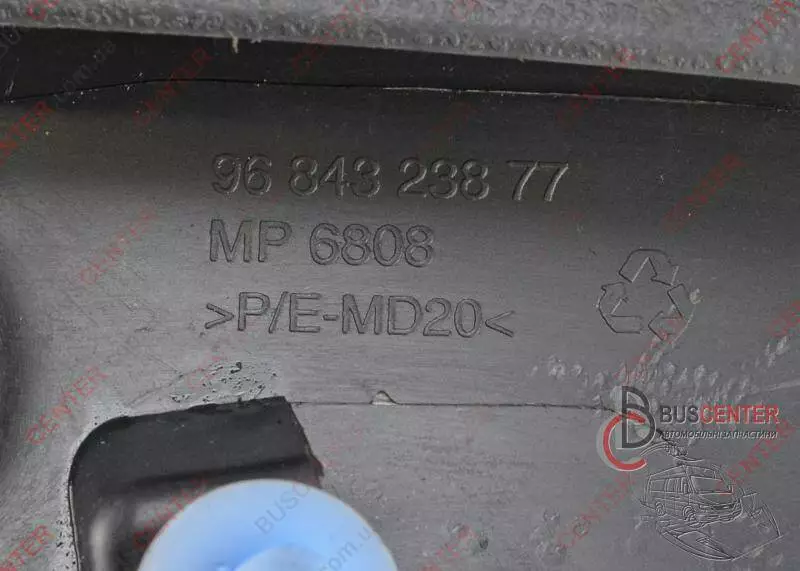 96 843 238 77
MP 6808
>P/E-MD20<
BUSCENTER
АВТОМОБІЛЬНІ ЗАПЧАСТИНИ